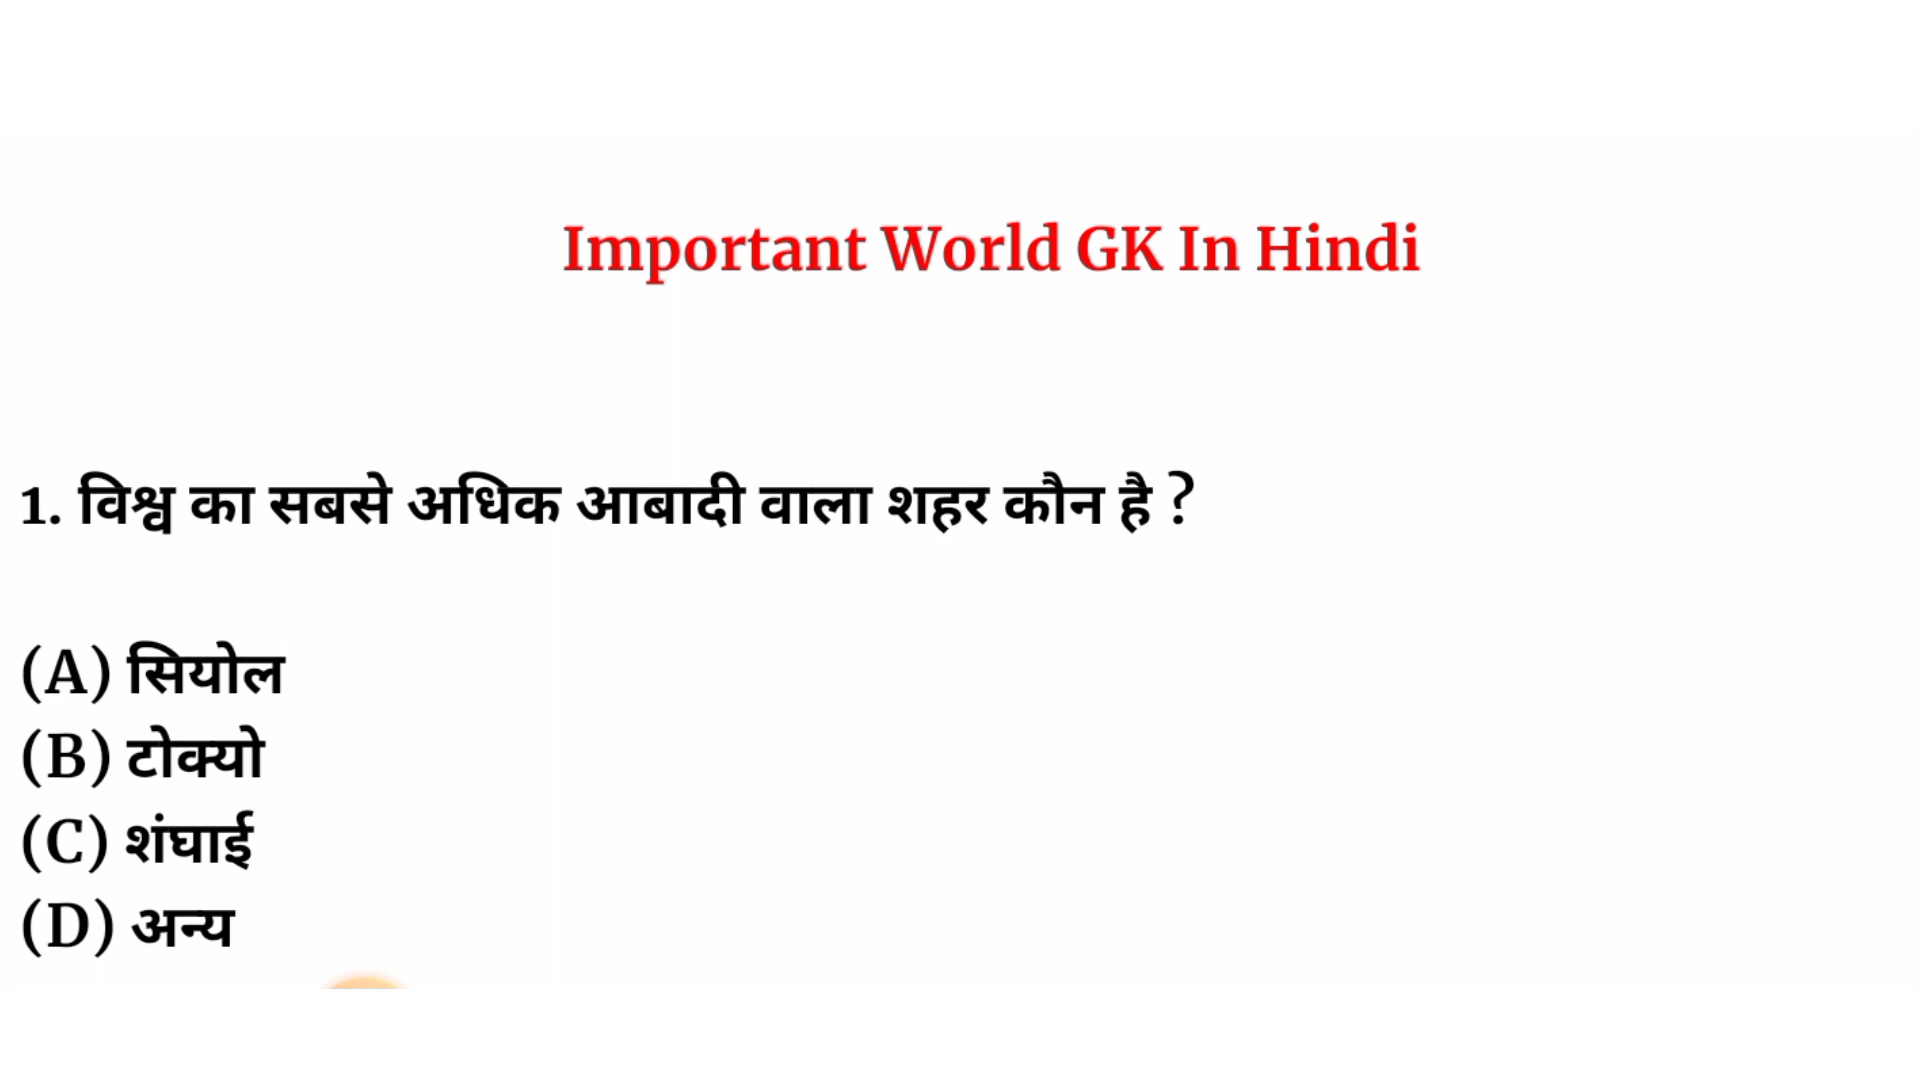 Important World GK In Hindi
1. विश्व का सबसे अधिक आबादी वाला शहर कौन है ?
(A) सियोल
(B) टोक्यो
(C) शंघाई
(D) अन्य